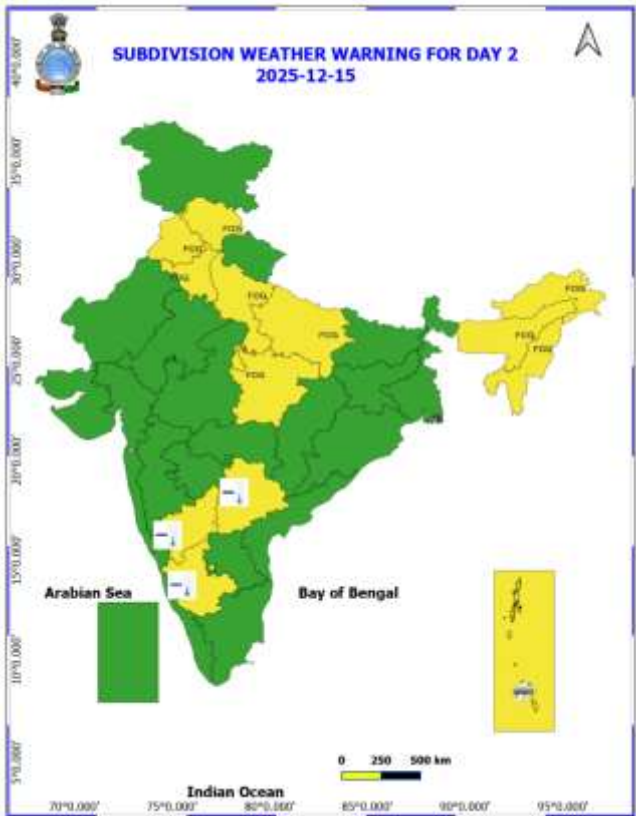 SUBDIVISION WEATHER WARNING FOR DAY 2
2025-12-15
40°0.000'
35°0.000'
30°0.000'
25°0.000'
20°0.000'
15°0.000'
10°0.000'
5°0.000'
FOG
FOG
FOG
FOG
FOG
FOG
FOG
FOG
FOG
Arabian Sea
Bay of Bengal
0 250 500 km
Indian Ocean
70°0.000' 75°0.000' 80°0.000' 85°0.000' 90°0.000' 95°0.000'